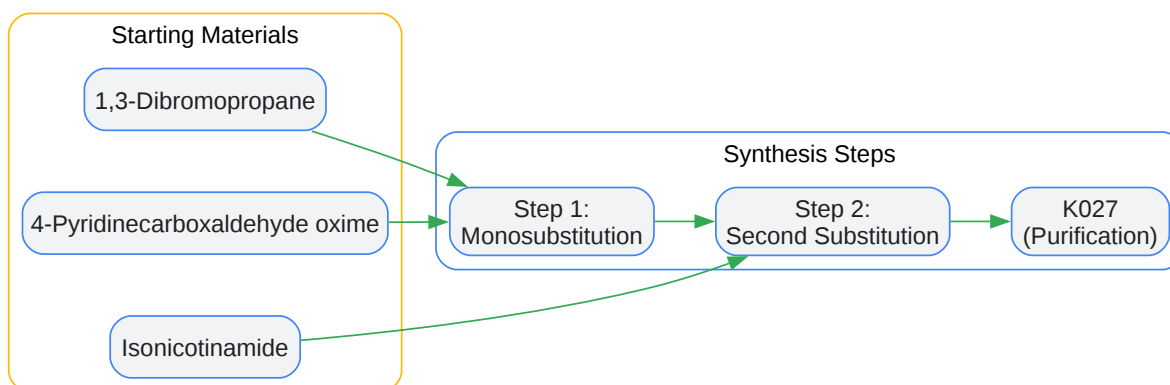 Starting Materials
1,3-Dibromopropane
4-Pyridinecarboxaldehyde oxime
Isonicotinamide
Synthesis Steps
Step 1:
Monosubstitution
Step 2:
Second Substitution
K027
(Purification)